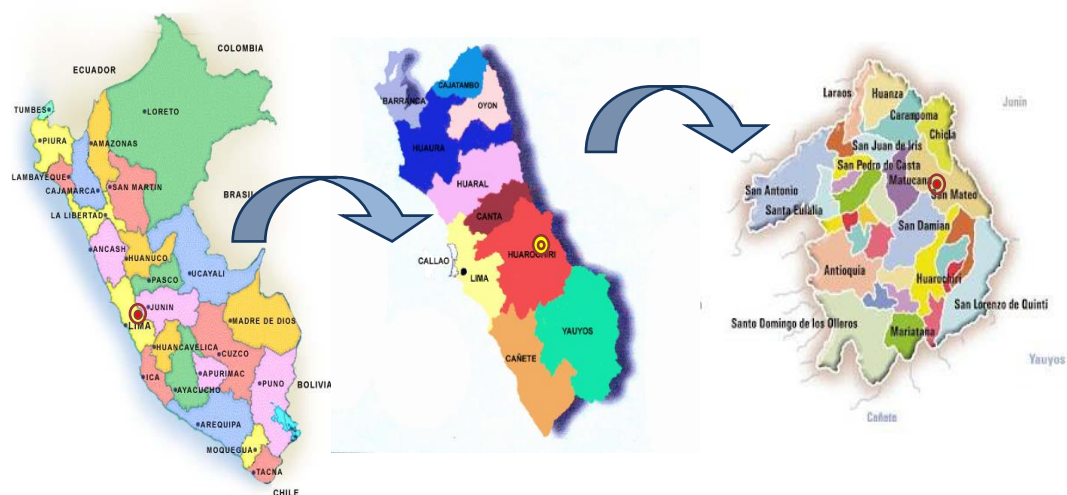 COLOMBIA
ECUADOR
TUMBES
LORETO
PIURA
AMAZONAS
LAMBAYEQUE
CAJAMARCA
SAN MARTIN
BRASIL
LA LIBERTAD
ANCASH
HUANUCO
UCAYALI
PASCO
JUNIN
LIMA
MADRE DE DIOS
HUANCAVELICA
CUZCO
ICA
APURIMAC
PUNO
BOLIVIA
AYACUCHO
AREQUIPA
MOQUEGUA
TACNA
CHILE
CAJATAMBO
BARRANCA
OYON
HUAURA
HUARAL
CANTA
HUAROCHIRI
CALLAO
LIMA
YAUYOS
CAÑETE
Laraos
Huanza
Junín
Carampoma
Chicla
San Juan de Iris
San Pedro de Casta
Matucana
San Antonio
San Mateo
Santa Eulalia
San Damian
Antioquia
Huarochiri
San Lorenzo de Quinti
Santo Domingo de los Olleros
Mariatana
Yauyos
Cañete